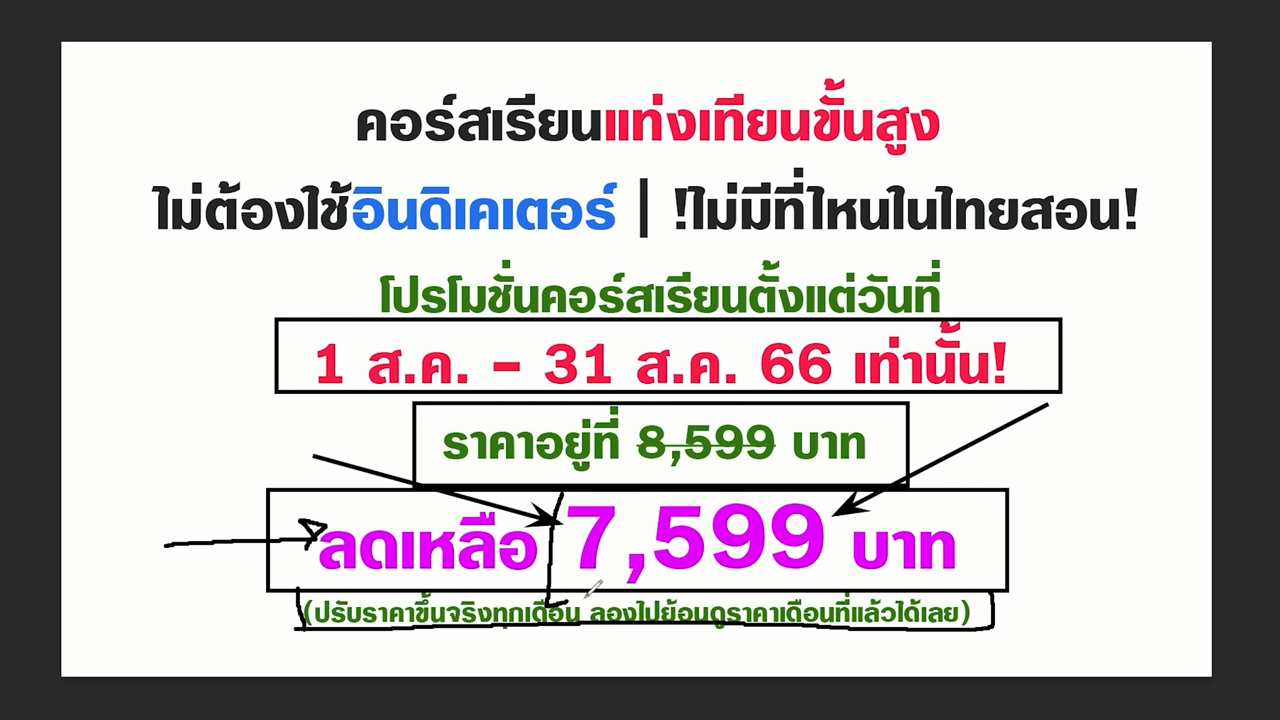 คอร์สเรียนแท่งเทียนขั้นสูง
ไม่ต้องใช้อินดิเคเตอร์ | !ไม่มีที่ไหนในไทยสอน!
โปรโมชั่นคอร์สเรียนตั้งแต่วันที่
1 ส.ค. - 31 ส.ค. 66 เท่านั้น!
ราคาอยู่ที่ 8,599 บาท
ลดเหลือ 7,599 บาท
(ปรับราคาขึ้นจริงทุกเดือน ลองไปย้อนดูราคาเดือนที่แล้วได้เลย)